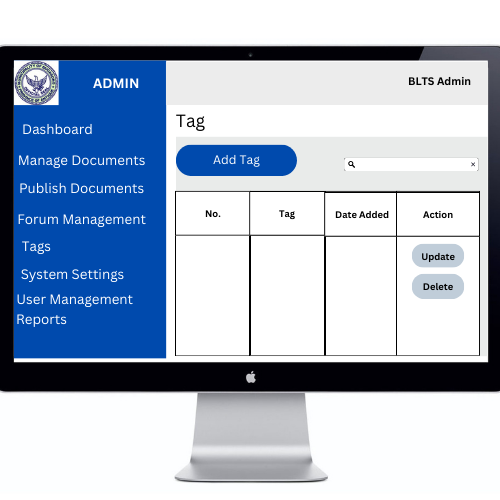 ADMIN
BLTS Admin
Dashboard
Manage Documents
Publish Documents
Forum Management
Tags
System Settings
User Management
Reports
Tag
Add Tag
×
No.
Tag
Date Added
Action
Update
Delete